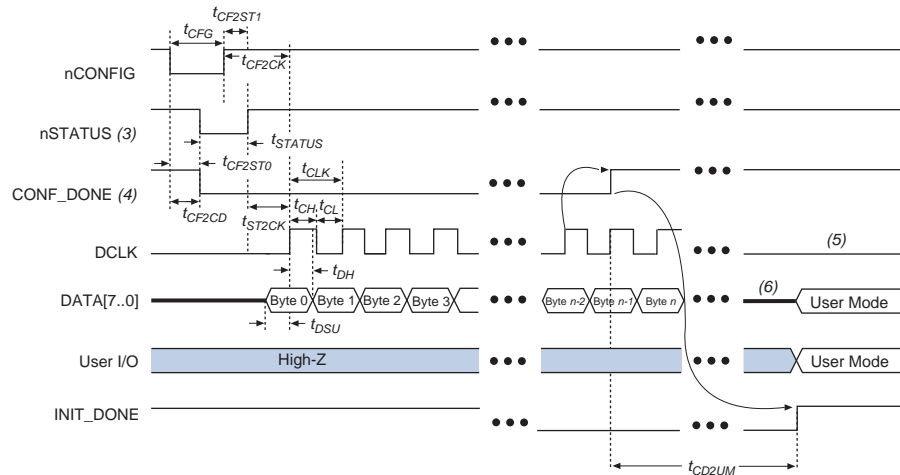 tCF2ST1
tCFG
nCONFIG
tCF2CK
nSTATUS (3)
tSTATUS
tCF2ST0
tCLK
CONF_DONE (4)
tCF2CD
tST2CK
tCH
tCL
DCLK
(5)
tDH
DATA[7..0]
Byte 0
Byte 1
Byte 2
Byte 3
Byte n-2
Byte n-1
Byte n
(6)
User Mode
tDSU
User I/O
High-Z
User Mode
INIT_DONE
tCD2UM